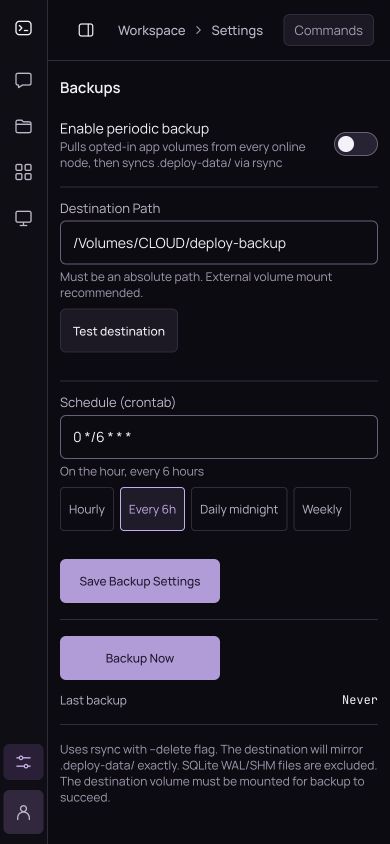 Workspace > Settings
Commands
Backups
Enable periodic backup
Pulls opted-in app volumes from every online
node, then syncs .deploy-data/ via rsync
Destination Path
/Volumes/CLOUD/deploy-backup
Must be an absolute path. External volume mount
recommended.
Test destination
Schedule (crontab)
0 */6 * * *
On the hour, every 6 hours
Hourly
Every 6h
Daily midnight
Weekly
Save Backup Settings
Backup Now
Last backup
Never
Uses rsync with –delete flag. The destination will mirror
.deploy-data/ exactly. SQLite WAL/SHM files are excluded.
The destination volume must be mounted for backup to
succeed.